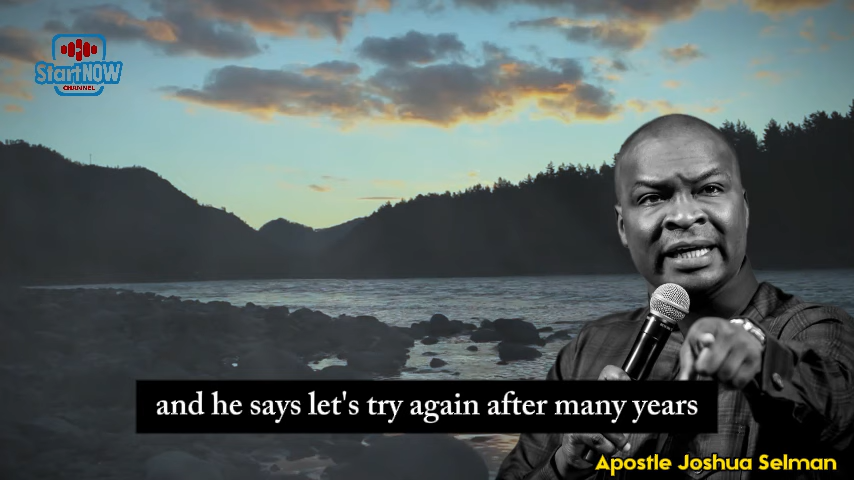 StartNOW
CHANNEL
and he says let's try again after many years
Apostle Joshua Selman